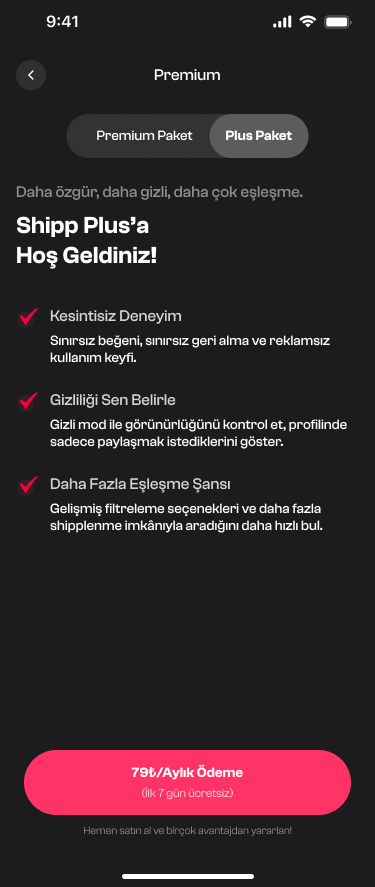 9:41
Premium
Premium Paket
Plus Paket
Daha özgür, daha gizli, daha çok eşleşme.
Shipp Plus’a
Hoş Geldiniz!
Kesintisiz Deneyim
Sınırsız beğeni, sınırsız geri alma ve reklamsız
kullanım keyfi.
Gizliliği Sen Belirle
Gizli mod ile görünürlüğünü kontrol et, profilinde
sadece paylaşmak istediklerini göster.
Daha Fazla Eşleşme Şansı
Gelişmiş filtreleme seçenekleri ve daha fazla
shipplenme imkânıyla aradığını daha hızlı bul.
79₺/Aylık Ödeme
(İlk 7 gün ücretsiz)
Hemen satın al ve birçok avantajdan yararlan!